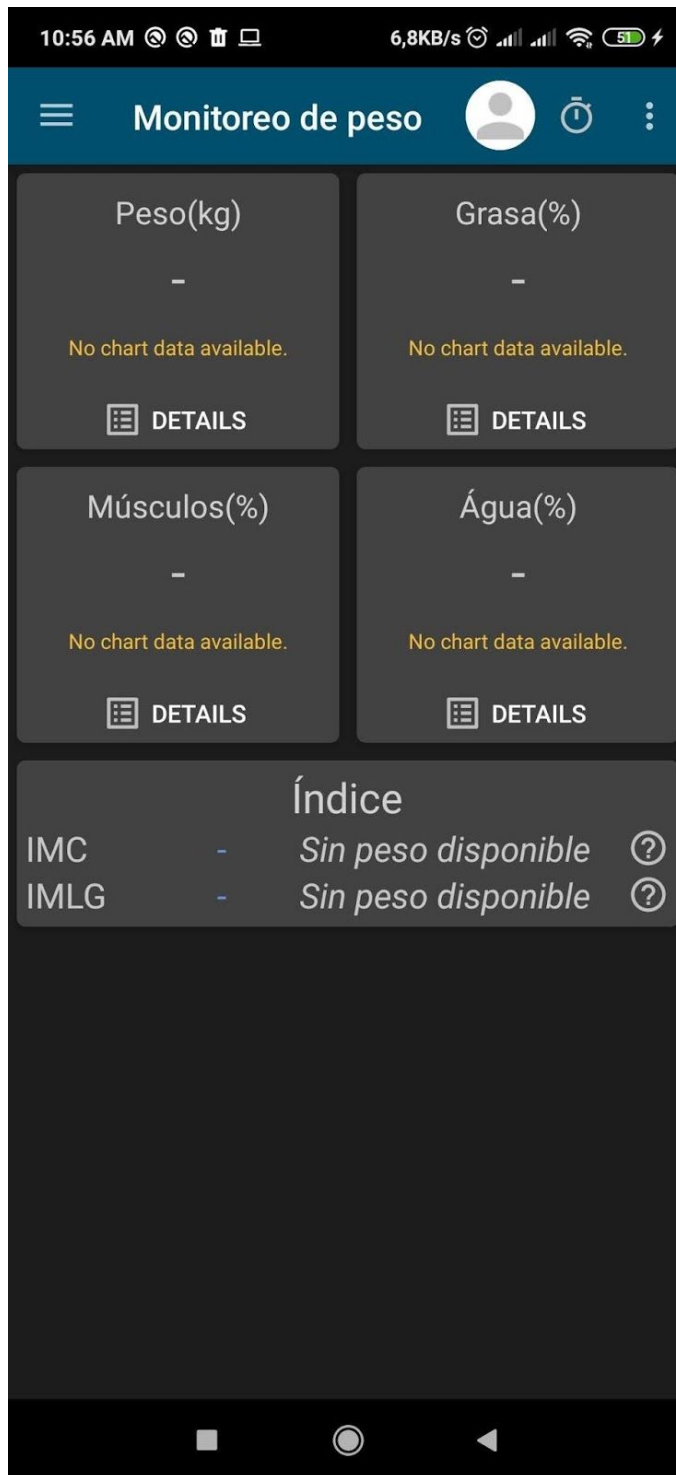 10:56 AM 6,8KB/s 51
Monitoreo de peso
Peso(kg) Grasa(%)
- -
No chart data available. No chart data available.
DETAILS DETAILS
Músculos(%) Água(%)
- -
No chart data available. No chart data available.
DETAILS DETAILS
Índice
IMC - Sin peso disponible ?
IMLG - Sin peso disponible ?